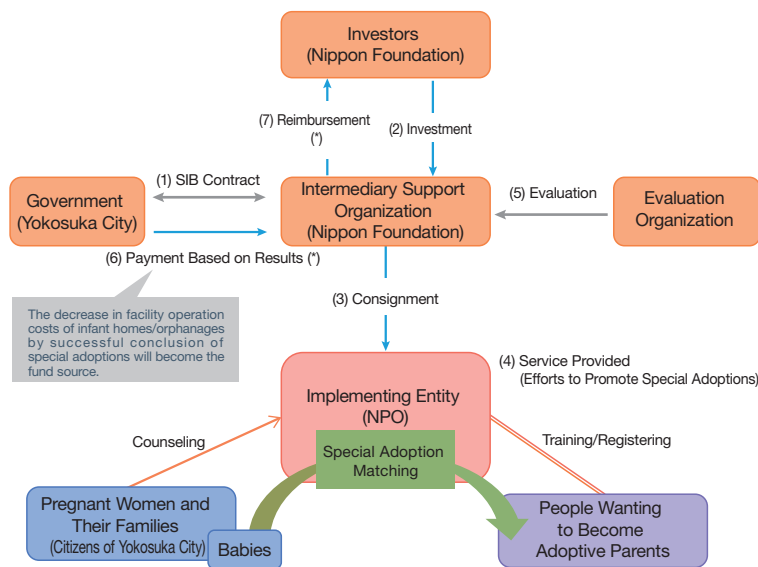 Investors
(Nippon Foundation)
(7) Reimbursement
(*)
(2) Investment
(1) SIB Contract
Government
(Yokosuka City)
Intermediary Support
Organization
(Nippon Foundation)
(5) Evaluation
Evaluation
Organization
(6) Payment Based on Results (*)
The decrease in facility operation
costs of infant homes/orphanages
by successful conclusion of
special adoptions will become the
fund source.
(3) Consignment
(4) Service Provided
(Efforts to Promote Special Adoptions)
Implementing Entity
(NPO)
Counseling
Training/Registering
Special Adoption
Matching
Pregnant Women and
Their Families
(Citizens of Yokosuka City)
Babies
People Wanting
to Become
Adoptive Parents